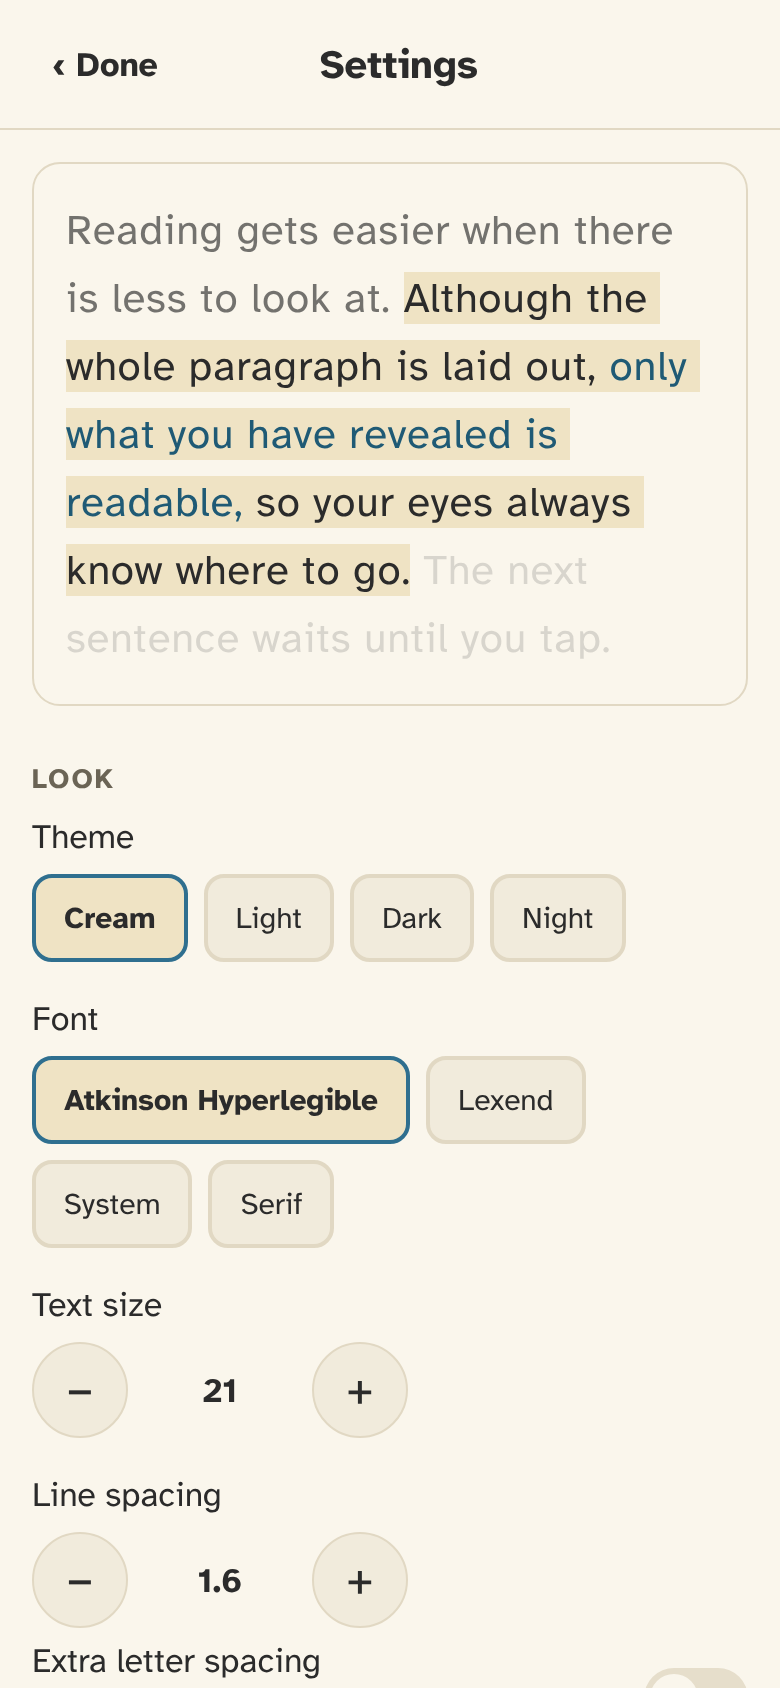 ‹ Done
Settings
Reading gets easier when there
is less to look at. Although the
whole paragraph is laid out, only
what you have revealed is
readable, so your eyes always
know where to go. The next
sentence waits until you tap.
LOOK
Theme
Cream
Light
Dark
Night
Font
Atkinson Hyperlegible
Lexend
System
Serif
Text size
− 21 +
Line spacing
− 1.6 +
Extra letter spacing